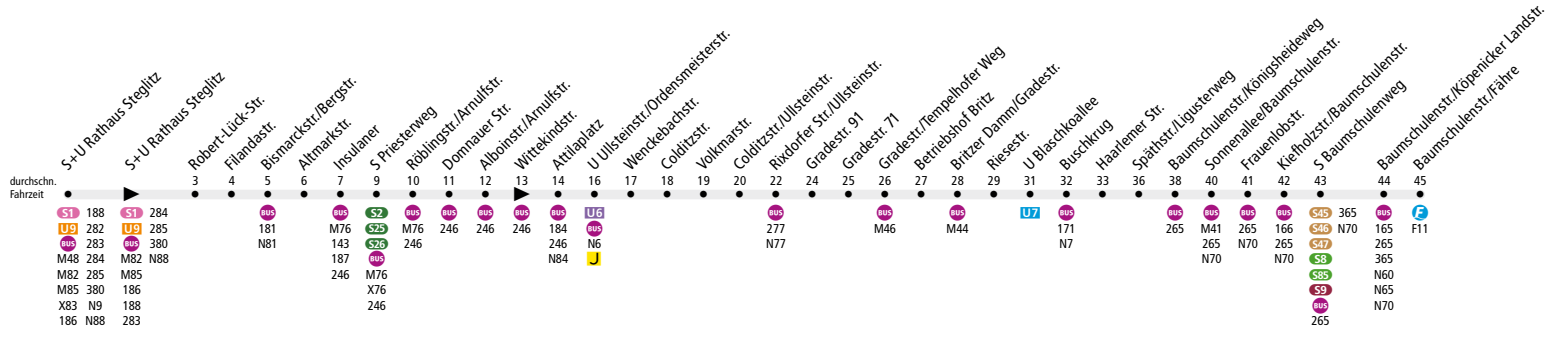 S+U Rathaus Steglitz
S+U Rathaus Steglitz
Robert-Lück-Str.
Filandastr.
Bismarckstr./Bergstr.
Altmarkstr.
Insulaner
S Priesterweg
Röblingstr./Arnulfstr.
Domnauer Str.
Alboinstr./Arnulfstr.
Wittekindstr.
Attilaplatz
U Ullsteinstr./Ordensmeisterstr.
Wenckebachstr.
Colditzstr.
Volkmarstr.
Colditzstr./Ullsteinstr.
Rixdorfer Str./Ullsteinstr.
Gradestr. 91
Gradestr. 71
Gradestr./Tempelhofer Weg
Betriebshof Britz
Britzer Damm/Gradestr.
Riesestr.
U Blaschkoallee
Buschkrug
Haarlemer Str.
Späthstr./Ligusterweg
Baumschulenstr./Königsheideweg
Sonnenallee/Baumschulenstr.
Frauenlobstr.
Kiefholzstr./Baumschulenstr.
S Baumschulenweg
Baumschulenstr./Köpenicker Landstr.
Baumschulenstr./Fähre
durchschn. 3 4 5 6 7 9 10 11 12 13 14 16 17 18 19 20 22 24 25 26 27 28 29 31 32 33 36 38 40 41 42 43 44 45
Fahrzeit
S1 188 S1 284 BUS BUS S2 BUS BUS BUS BUS BUS U6 BUS BUS BUS U7 BUS BUS BUS BUS BUS S45 365 BUS F
U9 282 U9 285 181 M76 S25 M76 246 246 246 184 BUS 277 M46 M44 171 265 M41 265 166 S46 N70 165 F11
BUS 283 BUS 380 N81 143 S26 246 246 N6 N77 N7 265 N70 265 S47 265
M48 284 M82 N88 187 BUS N84 J N70 N70 S8 365
M82 285 M85 246 M76 S85 N60
M85 380 186 X76 S9 N65
X83 N9 188 246 BUS N70
186 N88 283 265